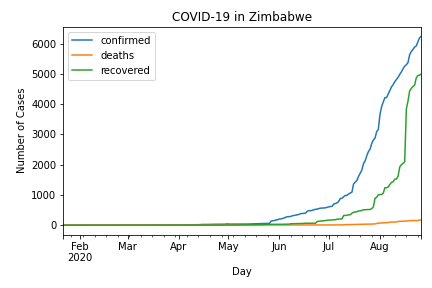 COVID-19 in Zimbabwe
confirmed
deaths
recovered
Number of Cases
6000
5000
4000
3000
2000
1000
0
Feb Mar Apr May Jun Jul Aug
2020
Day